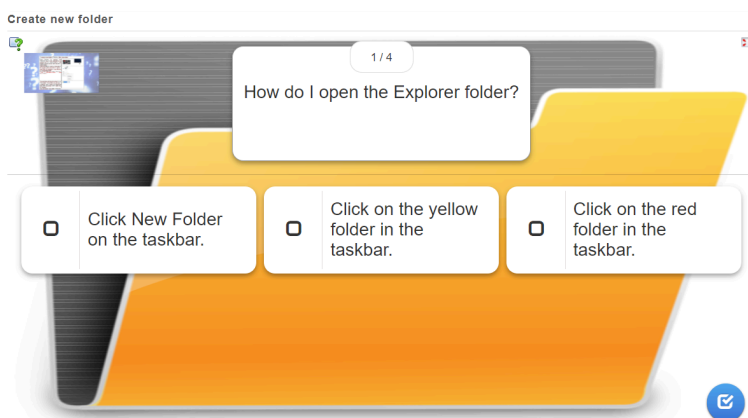 Create new folder
1 / 4
How do I open the Explorer folder?
Click New Folder
on the taskbar.
Click on the yellow
folder in the
taskbar.
Click on the red
folder in the
taskbar.